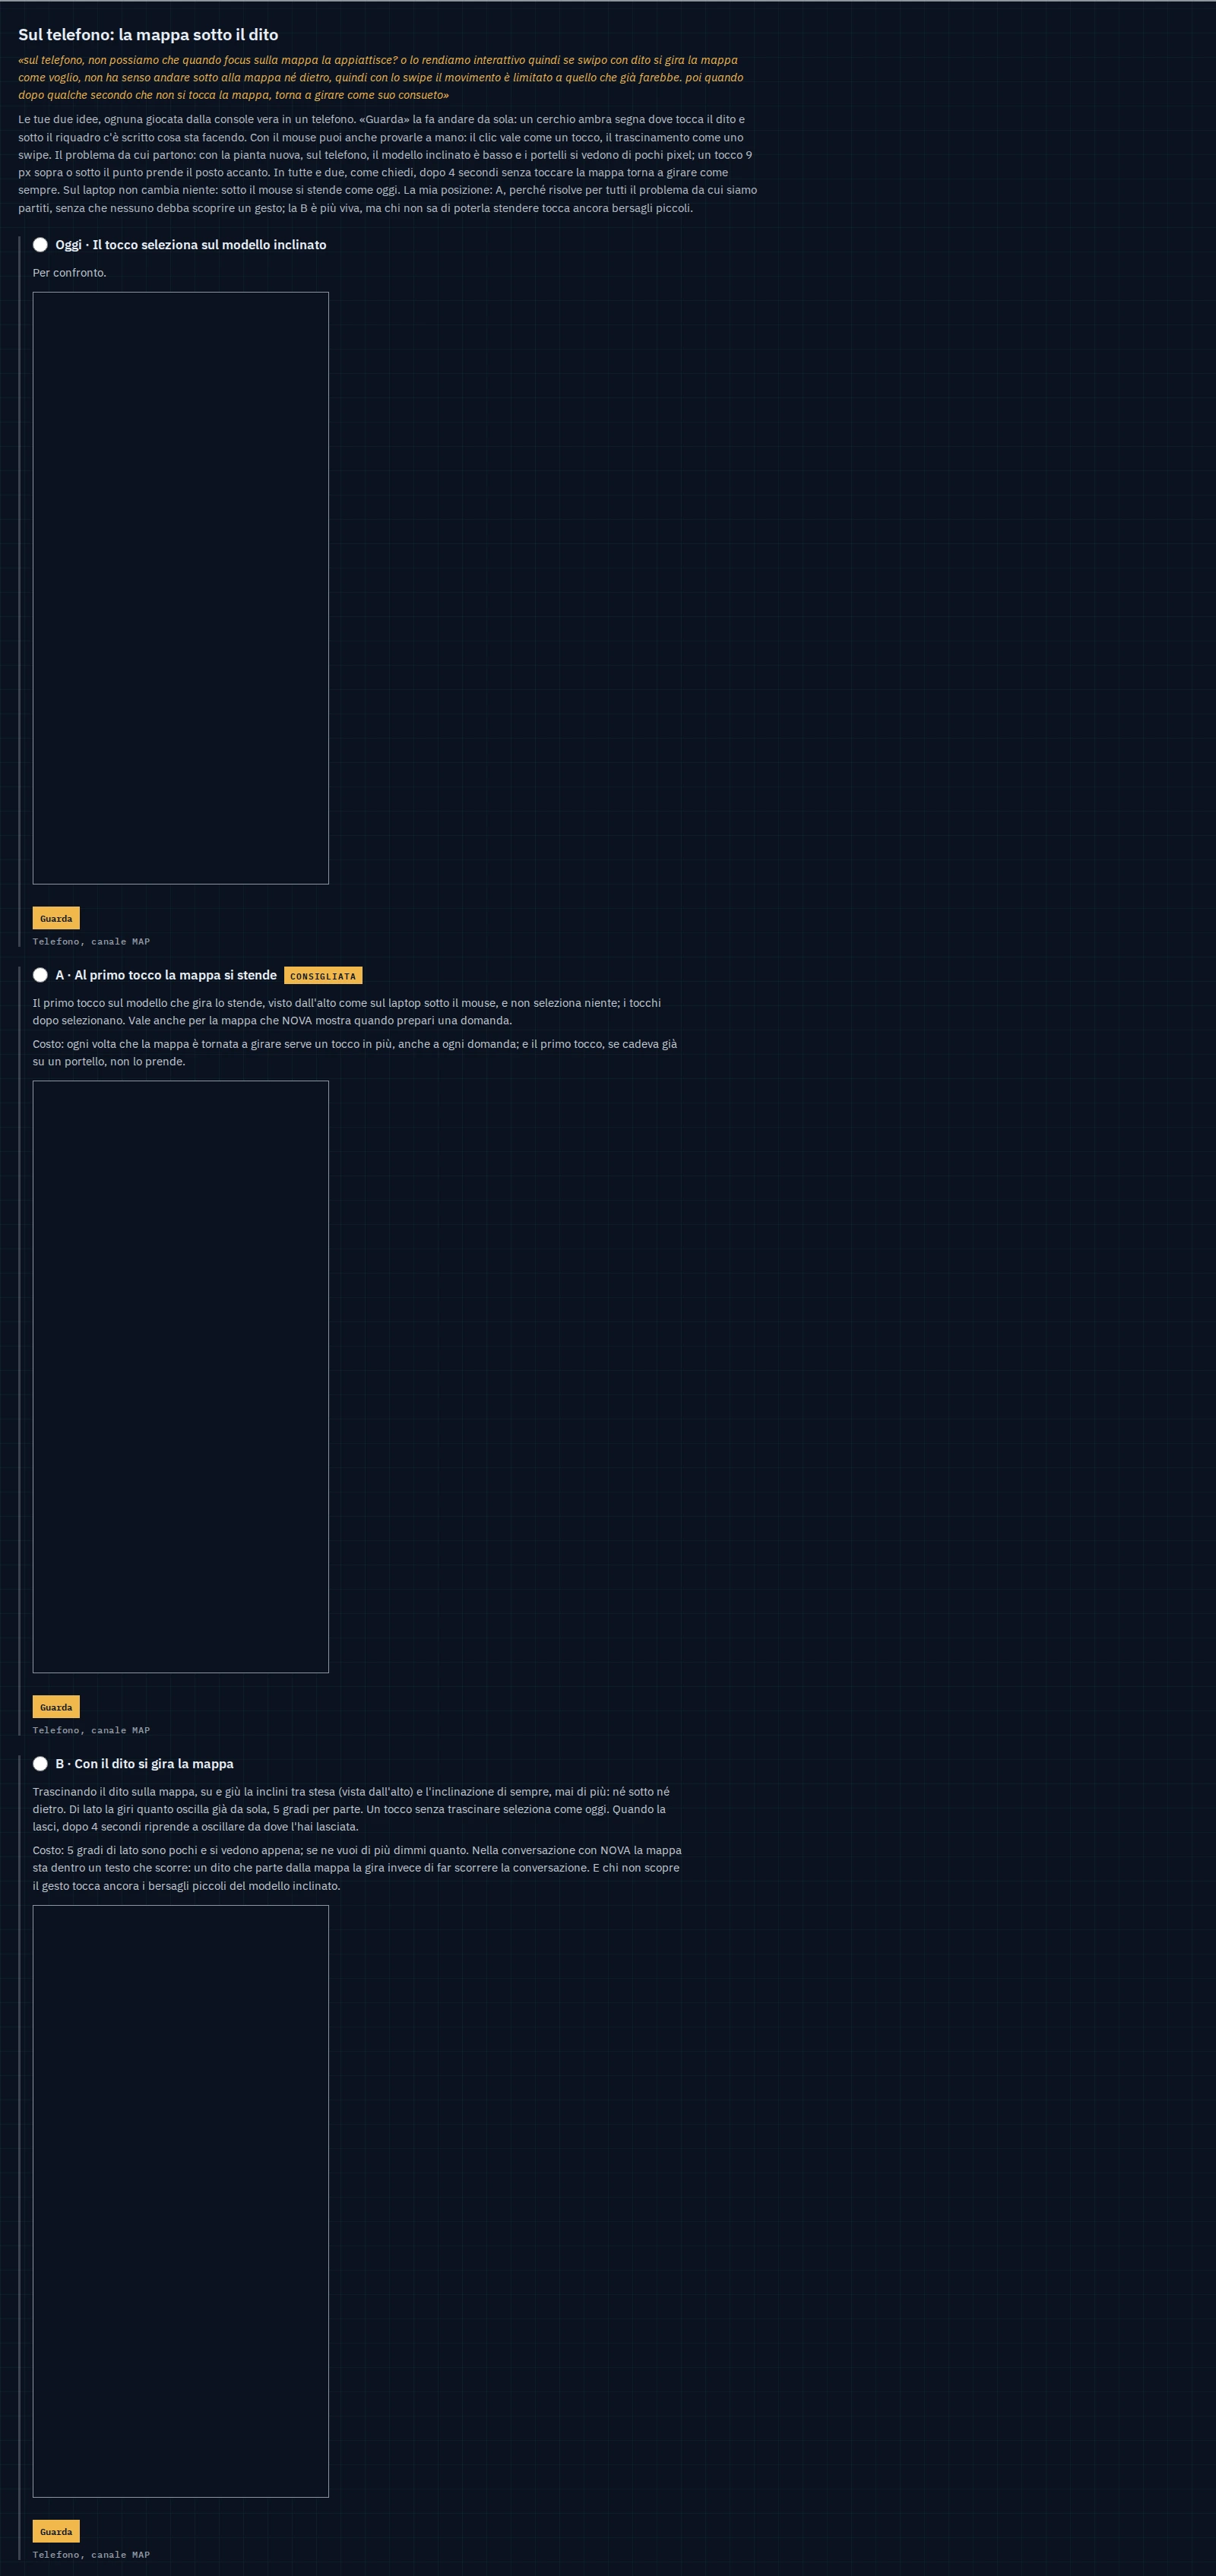 Sul telefono: la mappa sotto il dito
«sul telefono, non possiamo che quando focus sulla mappa la appiattisce? o lo rendiamo interattivo quindi se swipo con dito si gira la mappa
come voglio, non ha senso andare sotto alla mappa né dietro, quindi con lo swipe il movimento è limitato a quello che già farebbe. poi quando
dopo qualche secondo che non si tocca la mappa, torna a girare come suo consueto»
Le tue due idee, ognuna giocata dalla console vera in un telefono. «Guarda» la fa andare da sola: un cerchio ambra segna dove tocca il dito e
sotto il riquadro c'è scritto cosa sta facendo. Con il mouse puoi anche provarle a mano: il clic vale come un tocco, il trascinamento come uno
swipe. Il problema da cui partono: con la pianta nuova, sul telefono, il modello inclinato è basso e i portelli si vedono di pochi pixel; un tocco 9
px sopra o sotto il punto prende il posto accanto. In tutte e due, come chiedi, dopo 4 secondi senza toccare la mappa torna a girare come
sempre. Sul laptop non cambia niente: sotto il mouse si stende come oggi. La mia posizione: A, perché risolve per tutti il problema da cui siamo
partiti, senza che nessuno debba scoprire un gesto; la B è più viva, ma chi non sa di poterla stendere tocca ancora bersagli piccoli.
Oggi · Il tocco seleziona sul modello inclinato
Per confronto.
Guarda
Telefono, canale MAP
A · Al primo tocco la mappa si stende CONSIGLIATA
Il primo tocco sul modello che gira lo stende, visto dall'alto come sul laptop sotto il mouse, e non seleziona niente; i tocchi
dopo selezionano. Vale anche per la mappa che NOVA mostra quando prepari una domanda.
Costo: ogni volta che la mappa è tornata a girare serve un tocco in più, anche a ogni domanda; e il primo tocco, se cadeva già
su un portello, non lo prende.
Guarda
Telefono, canale MAP
B · Con il dito si gira la mappa
Trascinando il dito sulla mappa, su e giù la inclini tra stesa (vista dall'alto) e l'inclinazione di sempre, mai di più: né sotto né
dietro. Di lato la giri quanto oscilla già da sola, 5 gradi per parte. Un tocco senza trascinare seleziona come oggi. Quando la
lasci, dopo 4 secondi riprende a oscillare da dove l'hai lasciata.
Costo: 5 gradi di lato sono pochi e si vedono appena; se ne vuoi di più dimmi quanto. Nella conversazione con NOVA la mappa
sta dentro un testo che scorre: un dito che parte dalla mappa la gira invece di far scorrere la conversazione. E chi non scopre
il gesto tocca ancora i bersagli piccoli del modello inclinato.
Guarda
Telefono, canale MAP